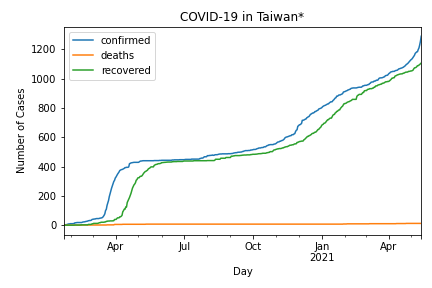 COVID-19 in Taiwan*
confirmed
deaths
recovered
Number of Cases
1200
1000
800
600
400
200
0
Apr
Jul
Oct
Jan
2021
Apr
Day